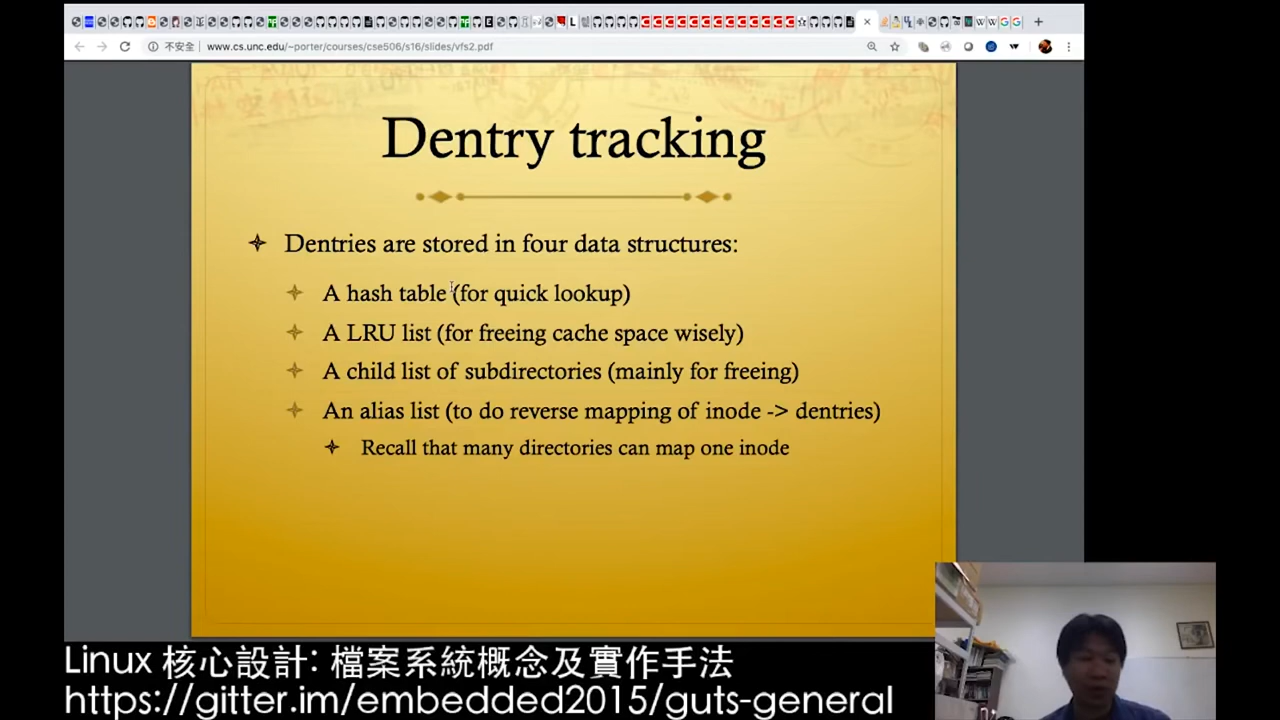 不安全 | www.cs.unc.edu/~porter/courses/cse506/s16/slides/vfs2.pdf
Dentry tracking
Dentries are stored in four data structures:
A hash table (for quick lookup)
A LRU list (for freeing cache space wisely)
A child list of subdirectories (mainly for freeing)
An alias list (to do reverse mapping of inode -> dentries)
Recall that many directories can map one inode
Linux 核心設計: 檔案系統概念及實作手法
https://gitter.im/embedded2015/guts-general